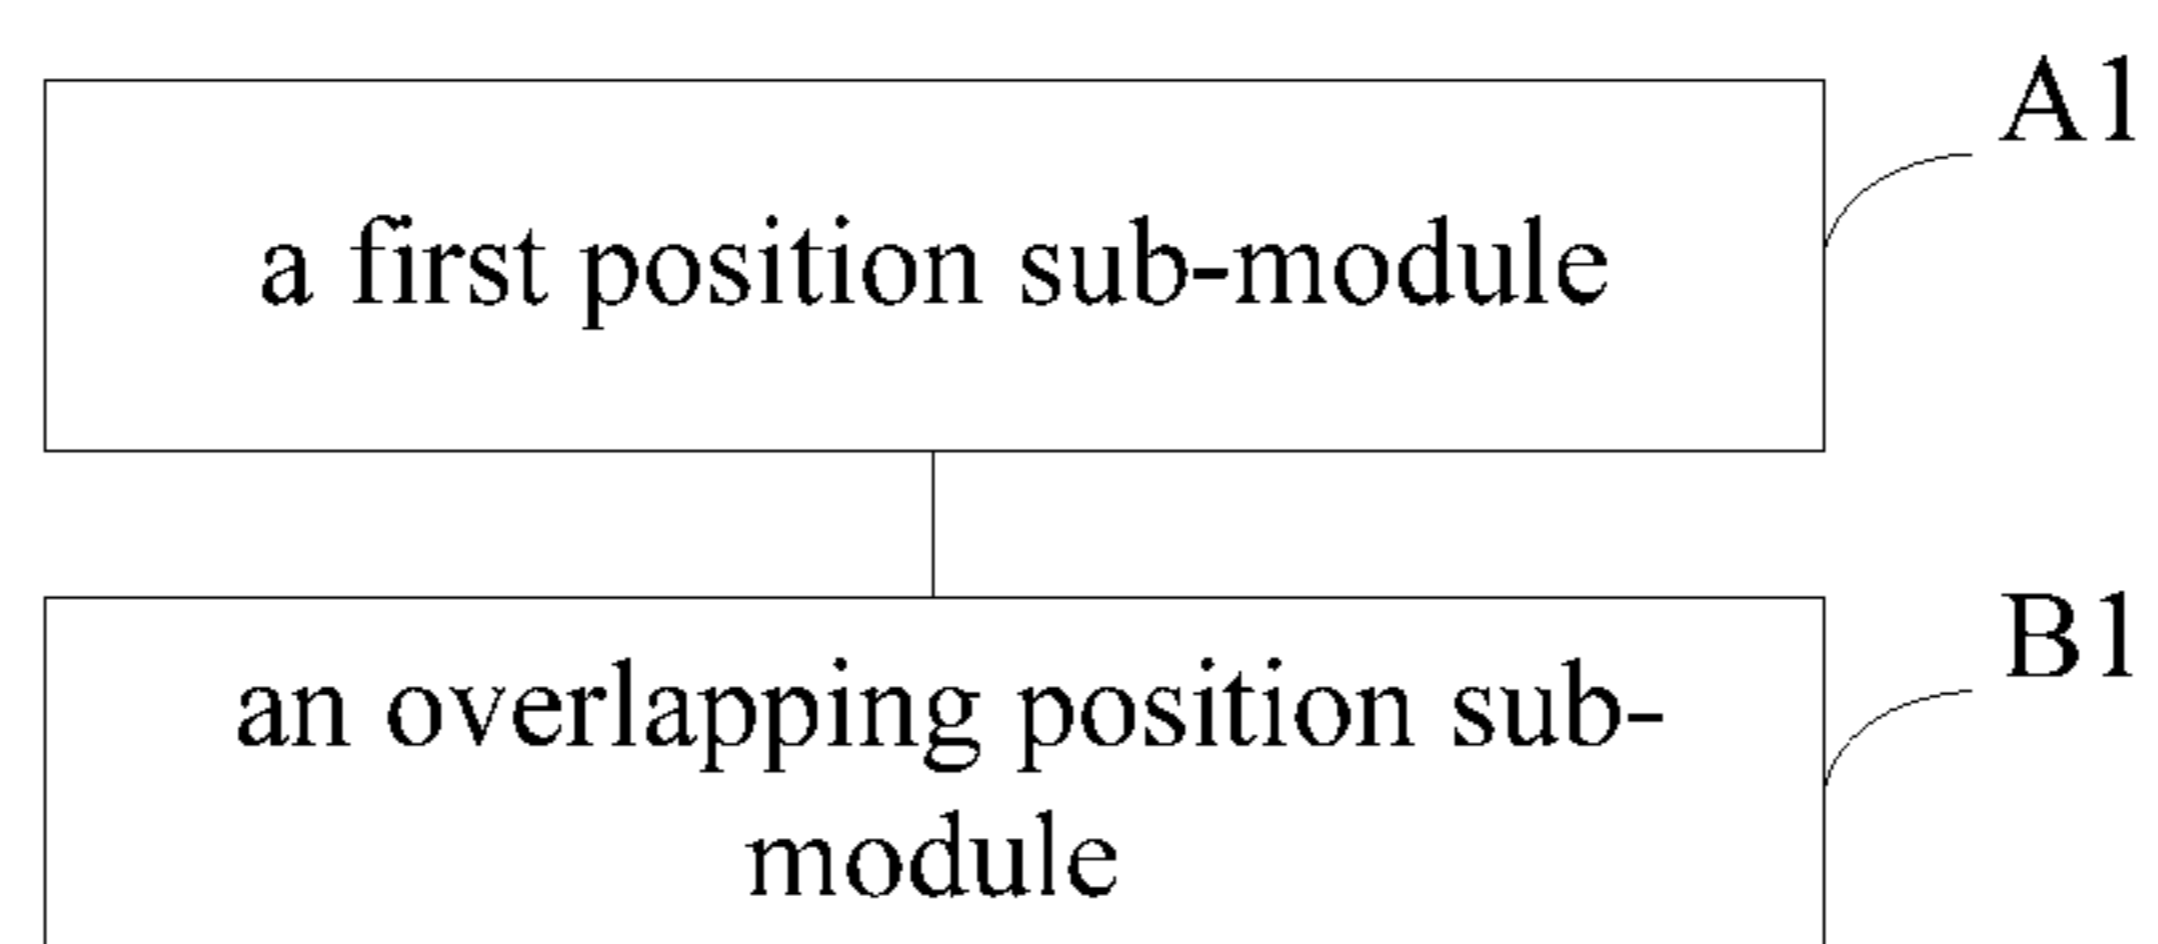 A1
a first position sub-module
B1
an overlapping position sub-
module